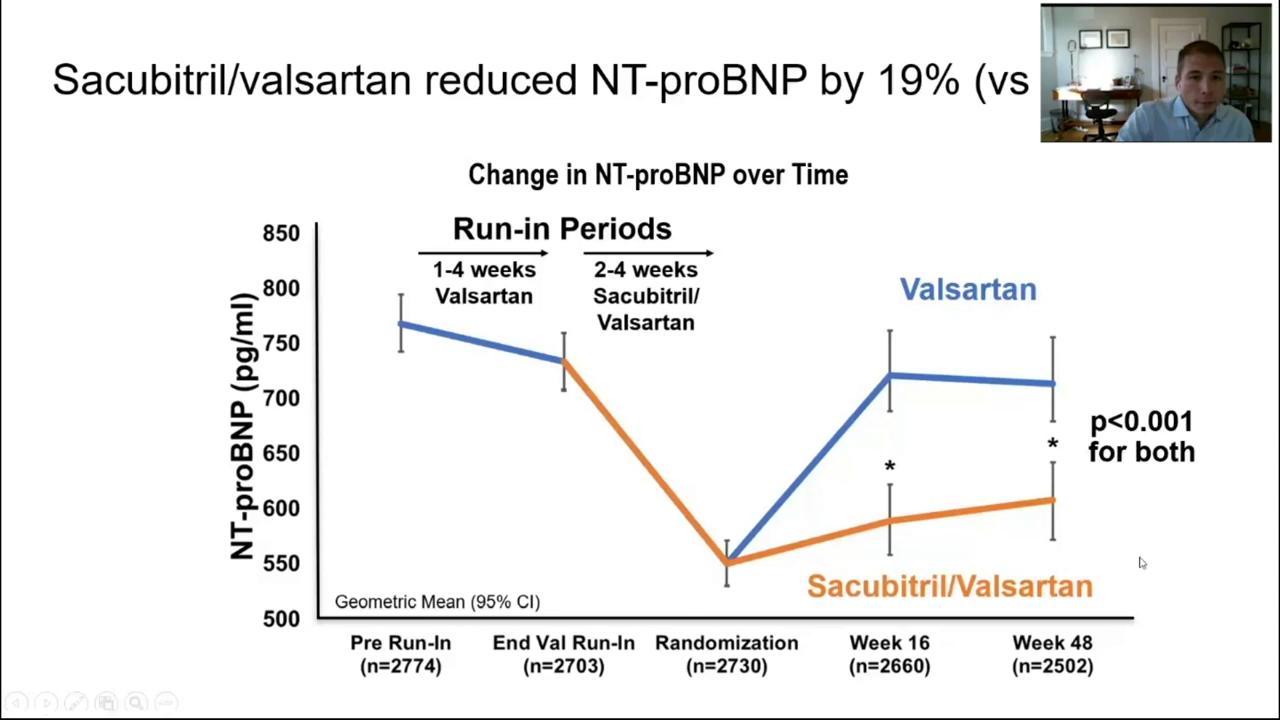 Sacubitril/valsartan reduced NT-proBNP by 19% (vs
Change in NT-proBNP over Time
Run-in Periods
1-4 weeks
Valsartan
2-4 weeks
Sacubitril/
Valsartan
Valsartan
p<0.001
for both
*
*
Sacubitril/Valsartan
NT-proBNP (pg/ml)
850
800
750
700
650
600
550
500
Geometric Mean (95% CI)
Pre Run-In
(n=2774)
End Val Run-In
(n=2703)
Randomization
(n=2730)
Week 16
(n=2660)
Week 48
(n=2502)